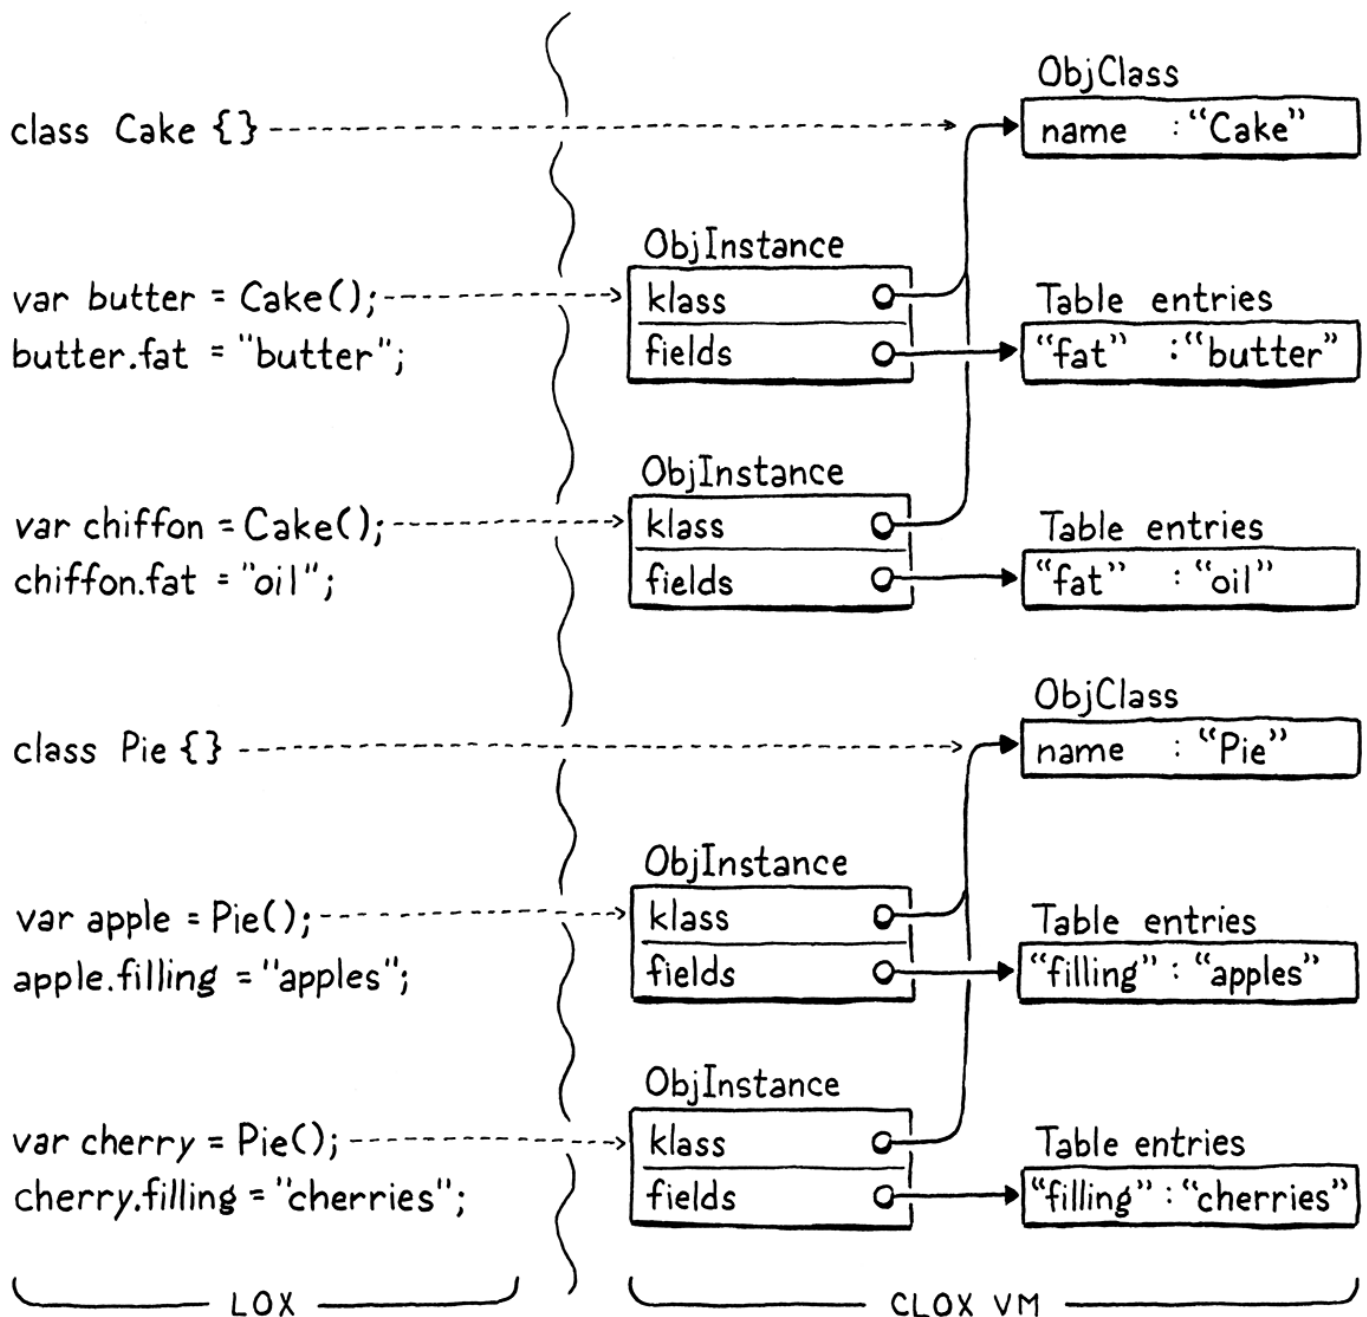 ObjClass
class Cake {}
name : “Cake”
ObjInstance
var butter = Cake();
klass
Table entries
butter.fat = "butter";
fields
“fat” : “butter”
ObjInstance
var chiffon = Cake();
klass
Table entries
chiffon.fat = "oil";
fields
“fat” : “oil”
ObjClass
class Pie {}
name : “Pie”
ObjInstance
var apple = Pie();
klass
Table entries
apple.filling = "apples";
fields
“filling” : “apples”
ObjInstance
var cherry = Pie();
klass
Table entries
cherry.filling = "cherries";
fields
“filling” : “cherries”
LOX
CLOX VM